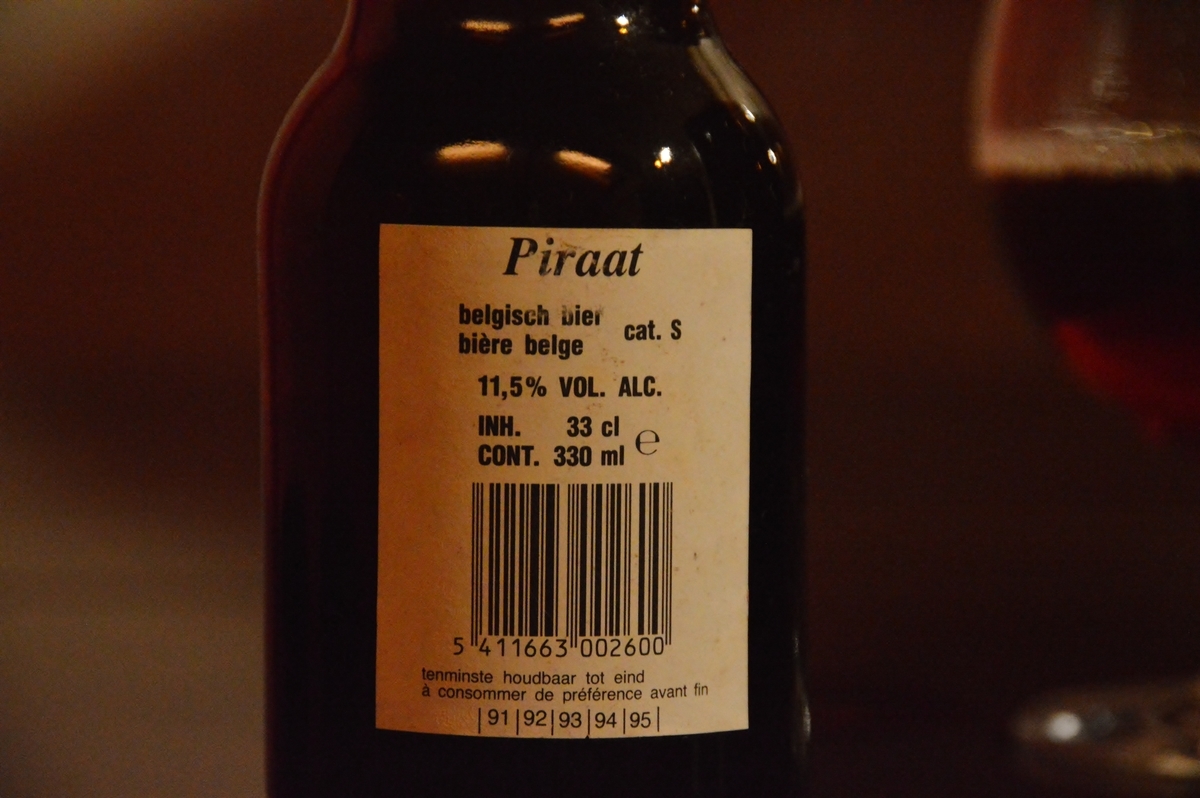 Piraat
belgisch bier
bière belge
cat. S
11,5% VOL. ALC.
INH. 33 cl
CONT. 330 ml ℮
5 411663 002600
tenminste houdbaar tot eind
à consommer de préférence avant fin
|91|92|93|94|95|